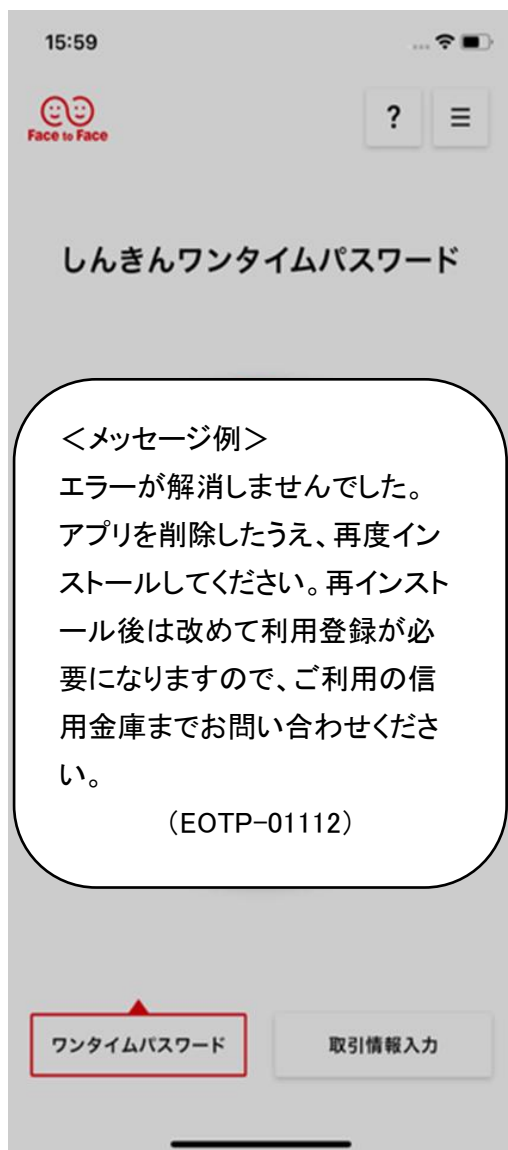 15:59
...
Face to Face
?
しんきんワンタイムパスワード
<メッセージ例>
エラーが解消しませんでした。
アプリを削除したうえ、再度イン
ストールしてください。再インスト
ール後は改めて利用登録が必
要になりますので、ご利用の信
用金庫までお問い合わせくださ
い。
（EOTP-01112）
ワンタイムパスワード
取引情報入力